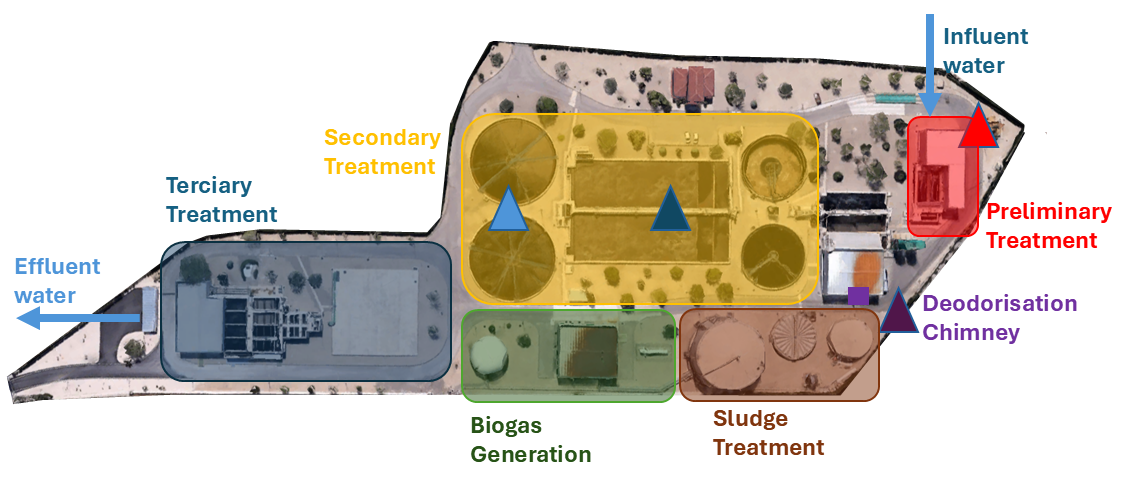 Influent
water
Secondary
Treatment
Terciary
Treatment
Preliminary
Treatment
Effluent
water
Deodorisation
Chimney
Biogas
Generation
Sludge
Treatment